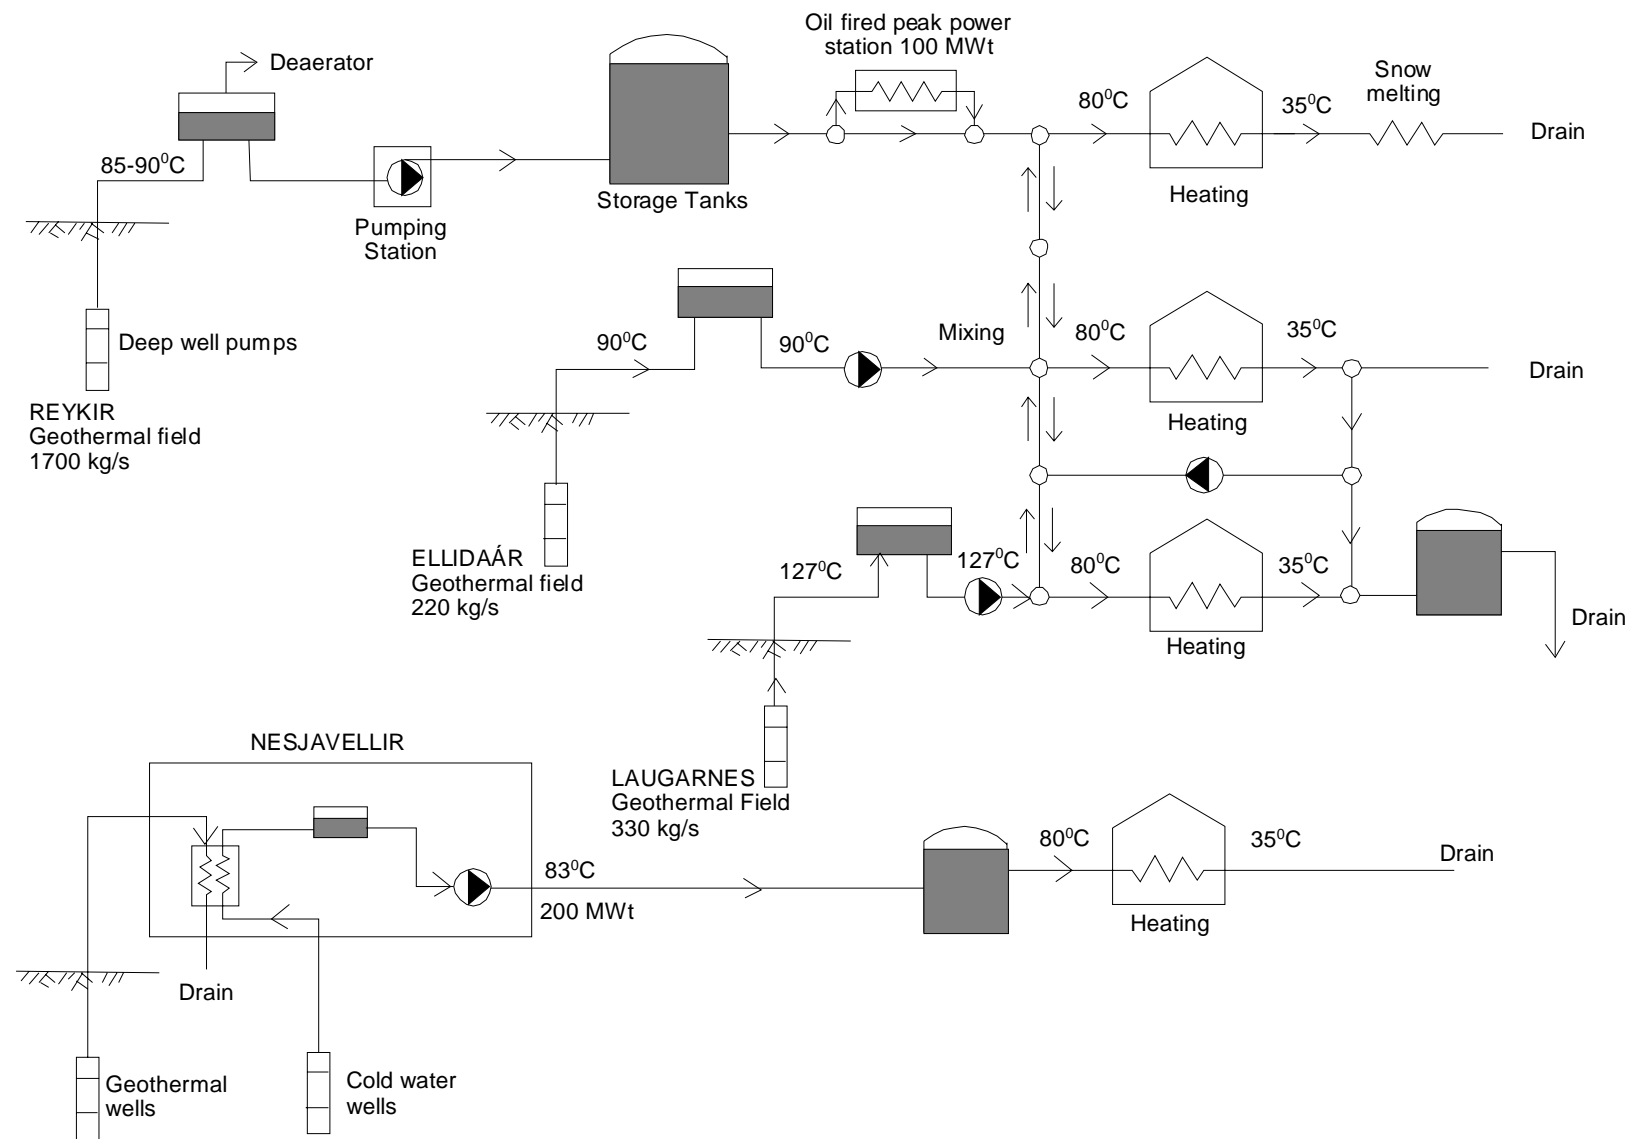 Oil fired peak power
station 100 MWt
Deaerator
Snow
melting
80⁰C
35⁰C
Drain
85-90⁰C
Heating
Storage Tanks
Pumping
Station
Deep well pumps
Mixing
90⁰C
90⁰C
80⁰C
35⁰C
Drain
REYKIR
Geothermal field
1700 kg/s
Heating
ELLIDAÁR
Geothermal field
220 kg/s
127⁰C
127⁰C
80⁰C
35⁰C
Drain
Heating
NESJAVELLIR
LAUGARNES
Geothermal Field
330 kg/s
83⁰C
200 MWt
80⁰C
35⁰C
Drain
Heating
Drain
Geothermal
wells
Cold water
wells